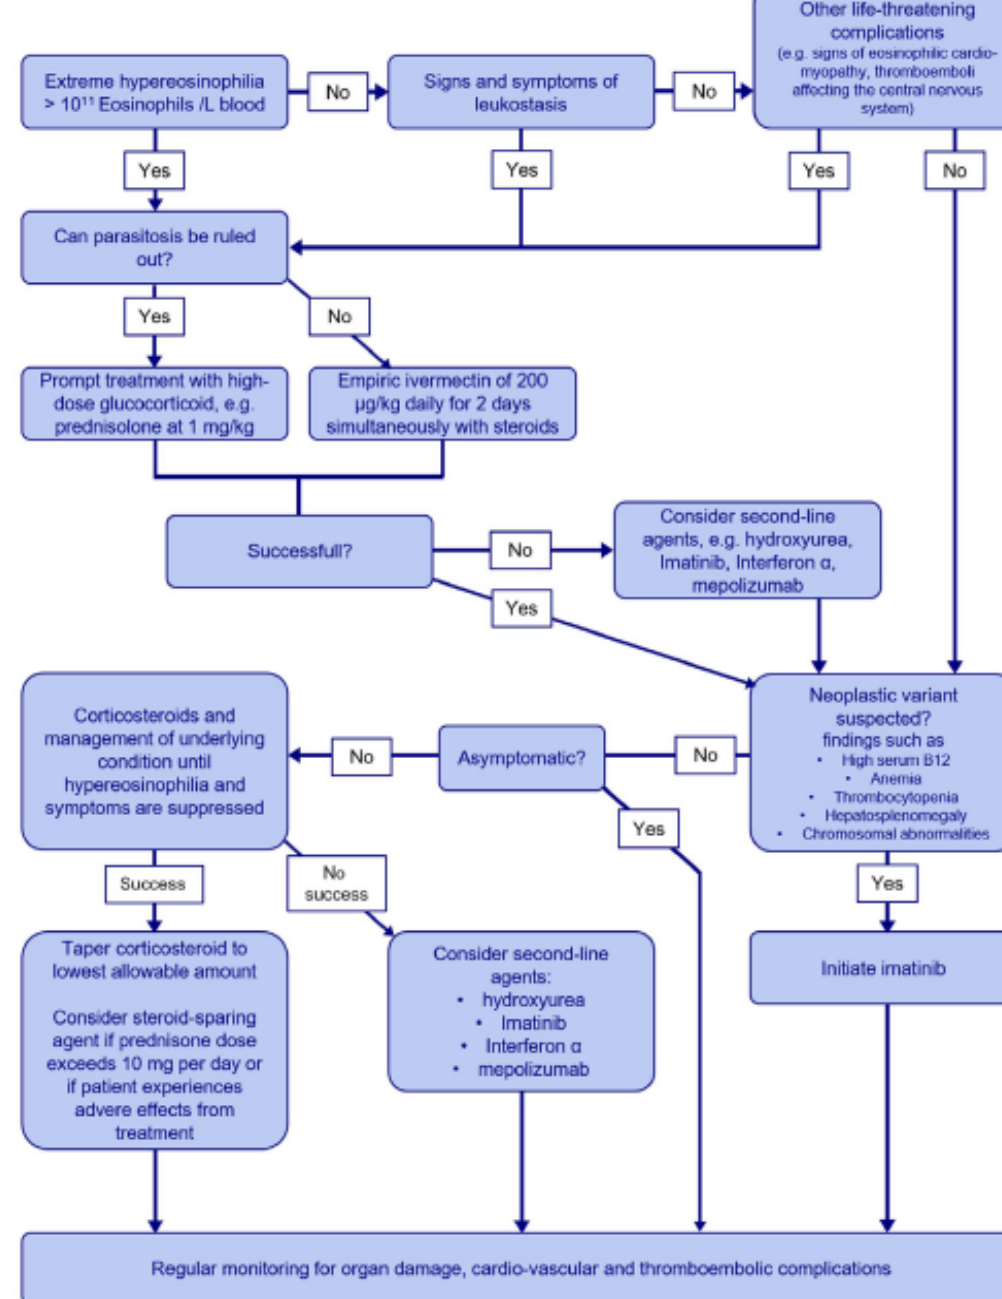 Other life-threatening
complications
(e.g. signs of eosinophilic cardio-
myopathy, thromboemboli
affecting the central nervous
system)
Extreme hypereosinophilia
> 10¹¹ Eosinophils /L blood
No
Signs and symptoms of
leukostasis
No
Yes
Yes
Yes
No
Can parasitosis be ruled
out?
Yes
No
Prompt treatment with high-
dose glucocorticoid, e.g.
prednisolone at 1 mg/kg
Empiric ivermectin of 200
µg/kg daily for 2 days
simultaneously with steroids
Successfull?
No
Yes
Consider second-line
agents, e.g. hydroxyurea,
Imatinib, Interferon α,
mepolizumab
Neoplastic variant
suspected?
findings such as
• High serum B12
• Anemia
• Thrombocytopenia
• Hepatosplenomegaly
• Chromosomal abnormalities
No
Asymptomatic?
No
Yes
Yes
Corticosteroids and
management of underlying
condition until
hypereosinophilia and
symptoms are suppressed
Success
No
success
Taper corticosteroid to
lowest allowable amount
Consider steroid-sparing
agent if prednisone dose
exceeds 10 mg per day or
if patient experiences
advere effects from
treatment
Consider second-line
agents:
• hydroxyurea
• Imatinib
• Interferon α
• mepolizumab
Initiate imatinib
Regular monitoring for organ damage, cardio-vascular and thromboembolic complications